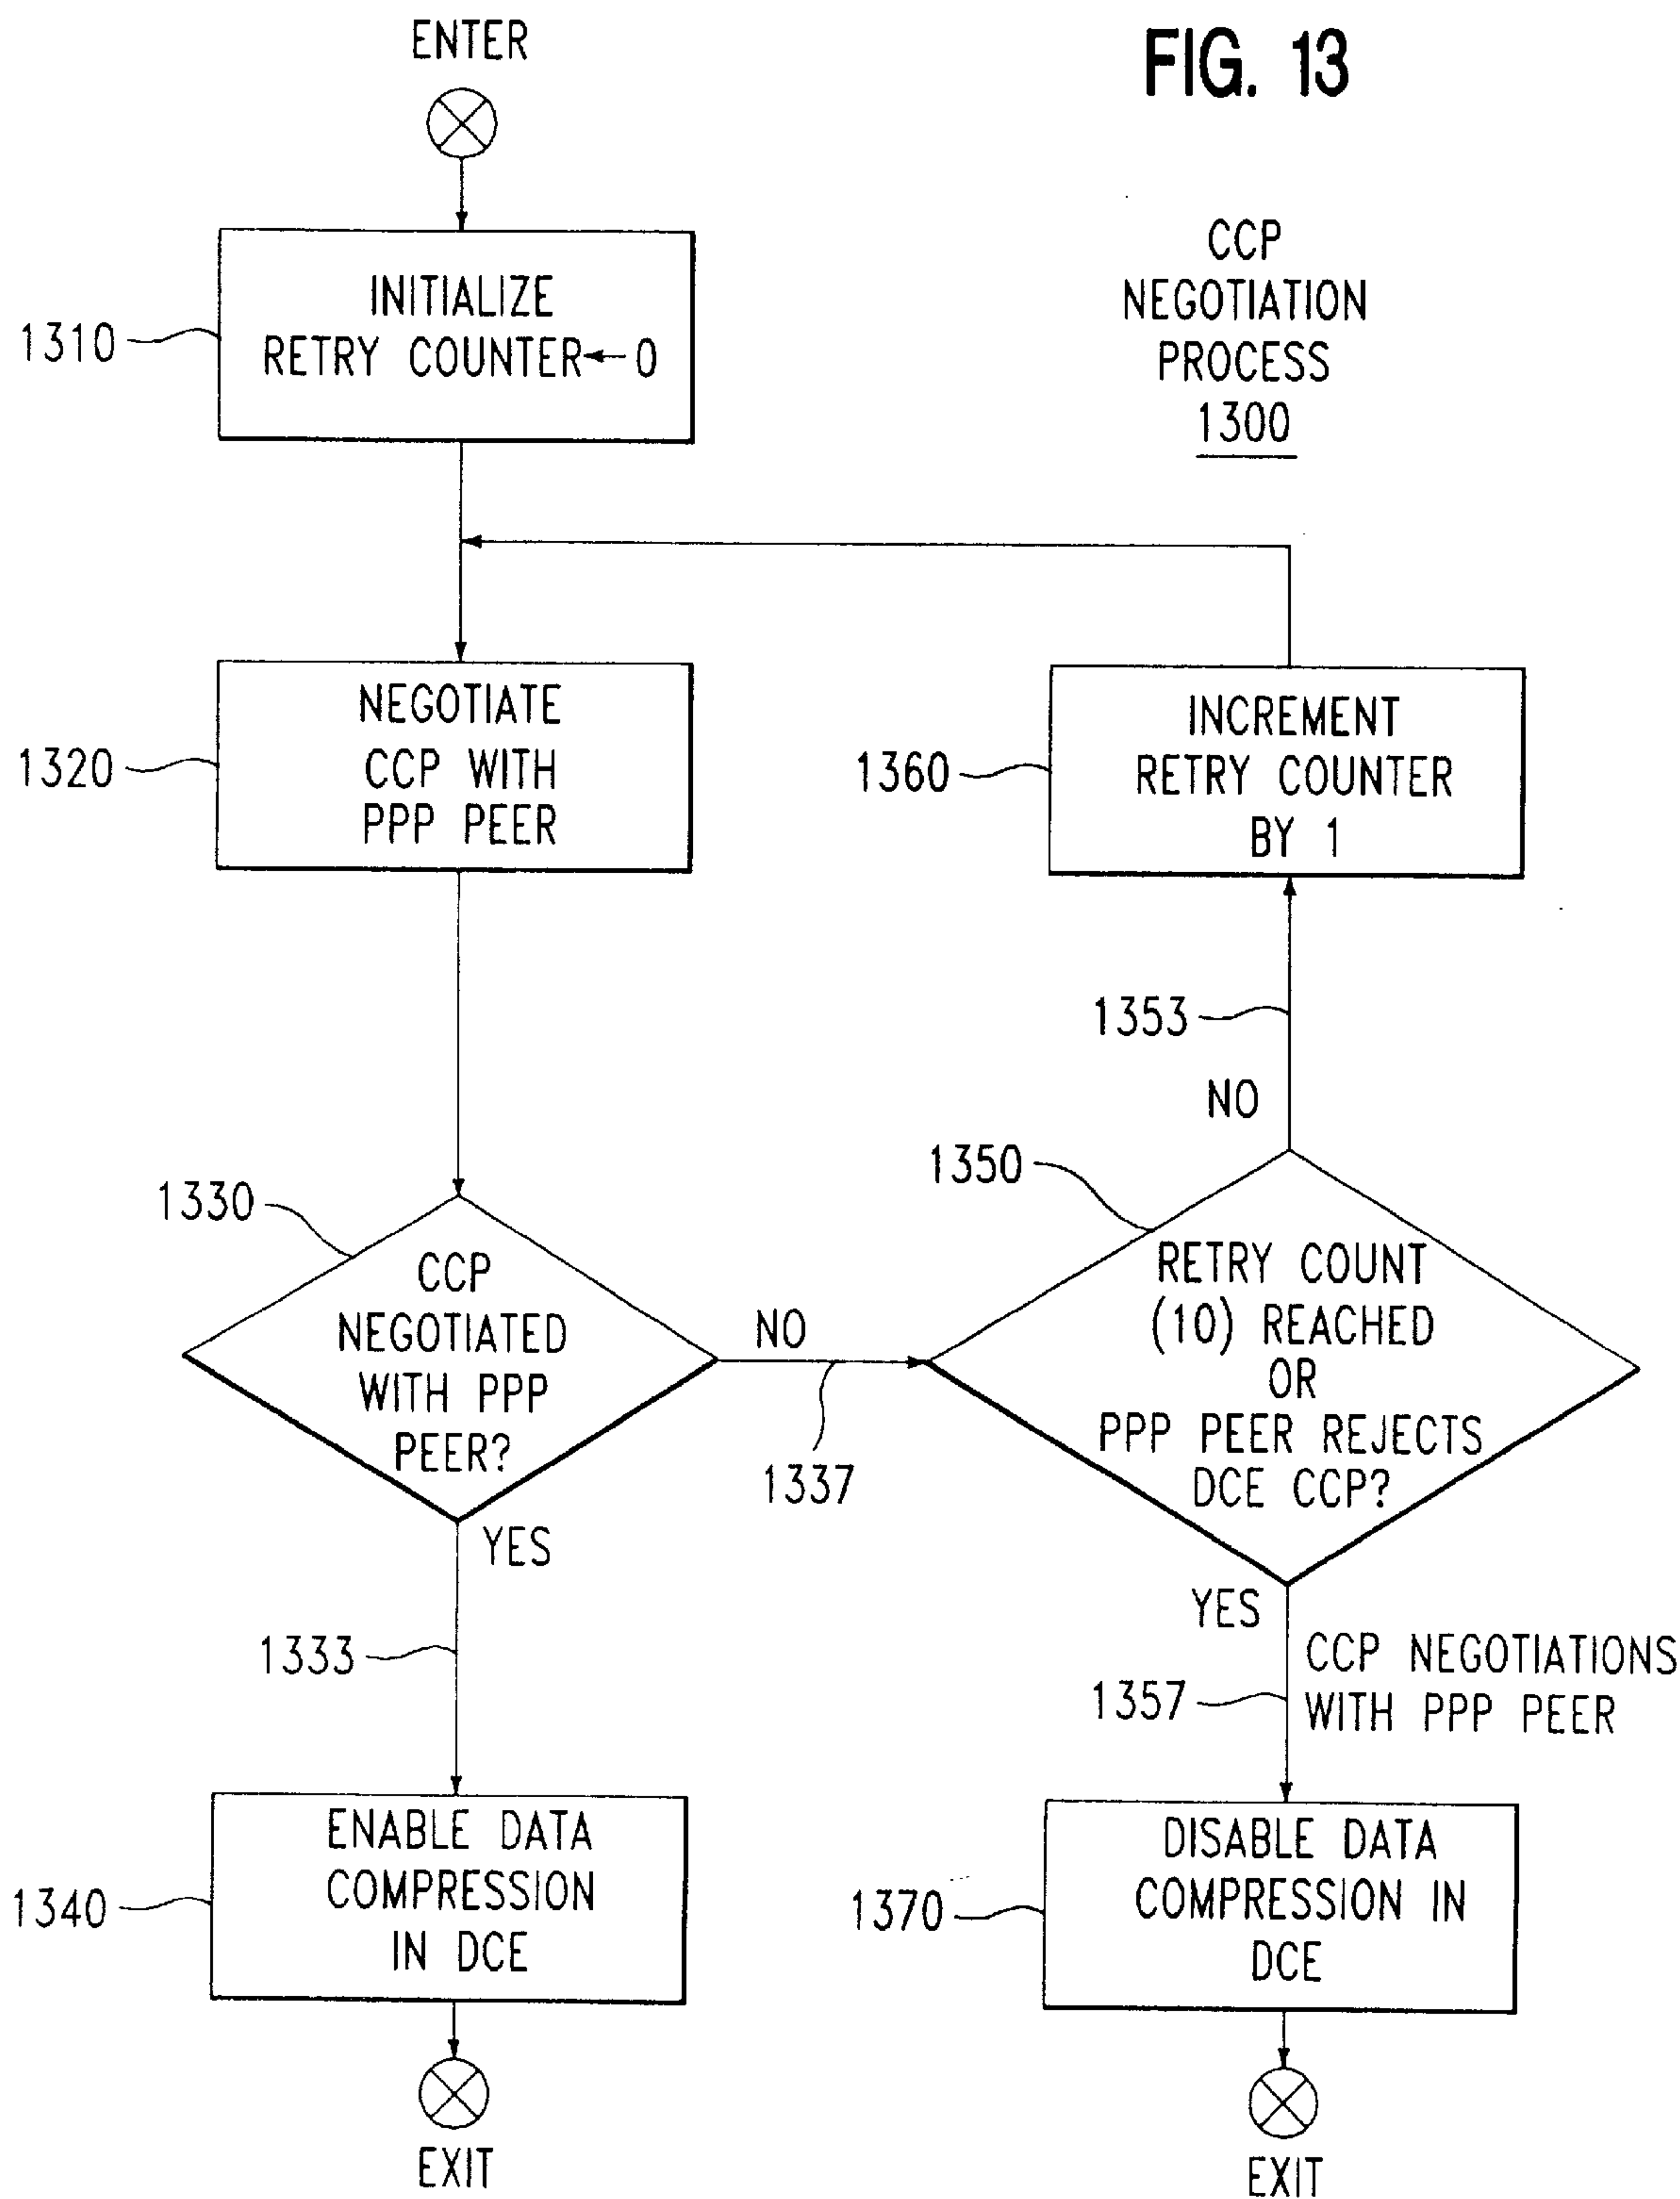 FIG. 13
ENTER
CCP
NEGOTIATION
PROCESS
1300
1310
INITIALIZE
RETRY COUNTER←0
1320
NEGOTIATE
CCP WITH
PPP PEER
1360
INCREMENT
RETRY COUNTER
BY 1
1353
NO
1330
CCP
NEGOTIATED
WITH PPP
PEER?
NO
1337
1350
RETRY COUNT
(10) REACHED
OR
PPP PEER REJECTS
DCE CCP?
YES
1333
YES
1357
CCP NEGOTIATIONS
WITH PPP PEER
1340
ENABLE DATA
COMPRESSION
IN DCE
1370
DISABLE DATA
COMPRESSION IN
DCE
EXIT
EXIT